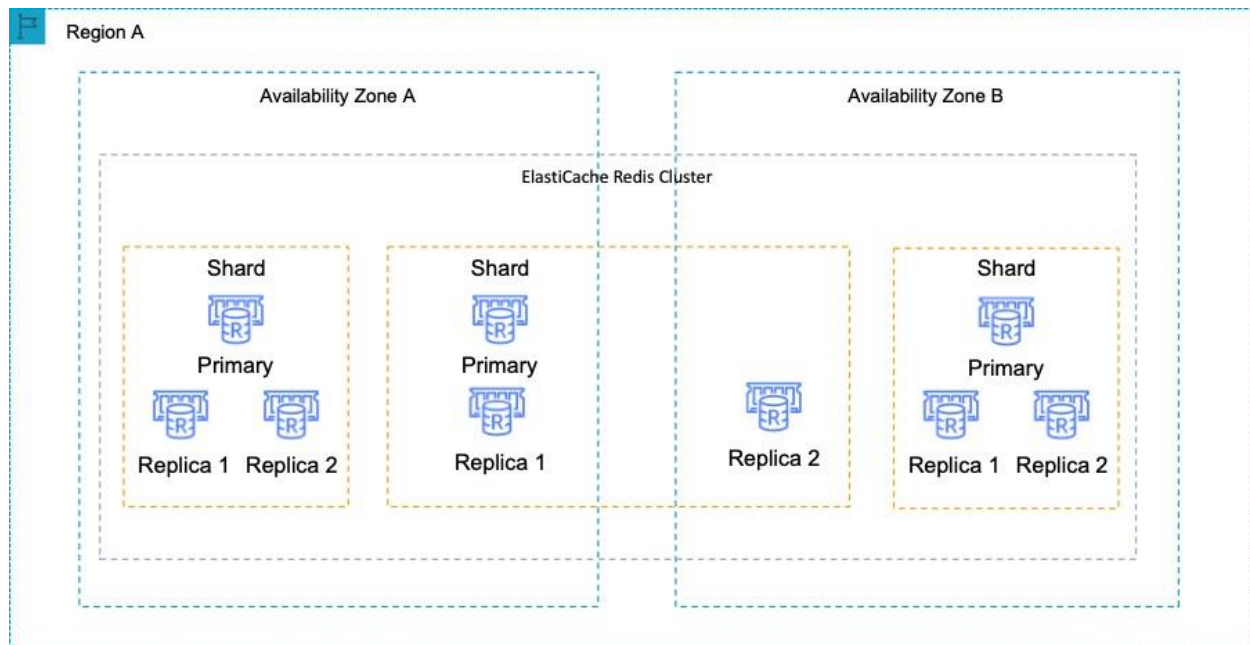 Region A
Availability Zone A
Availability Zone B
ElastiCache Redis Cluster
Shard
R
Primary
R
R
Replica 1
Replica 2
Shard
R
Primary
R
Replica 1
R
Replica 2
Shard
R
Primary
R
R
Replica 1
Replica 2